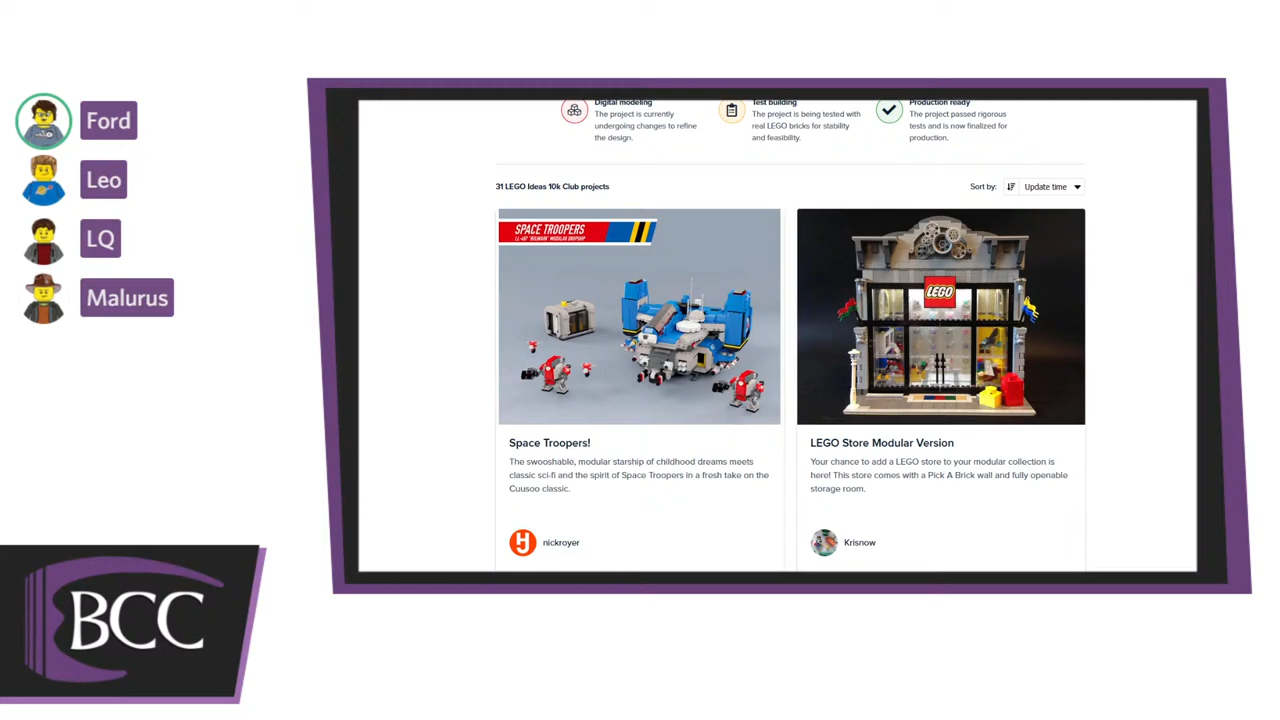 Ford
Leo
LQ
Malurus
BCC
Digital modeling
The project is currently
undergoing changes to refine
the design.
Test building
The project is being tested with
real LEGO bricks for stability
and feasibility.
Production ready
The project passed rigorous
tests and is now finalized for
production.
31 LEGO Ideas 10k Club projects
Sort by:
Update time
SPACE TROOPERS
LEGO
Space Troopers!
The swooshable, modular starship of childhood dreams meets
classic sci-fi and the spirit of Space Troopers in a fresh take on the
Cuusoo classic.
nickroyer
LEGO Store Modular Version
Your chance to add a LEGO store to your modular collection is
here! This store comes with a Pick A Brick wall and fully openable
storage room.
Krisnow